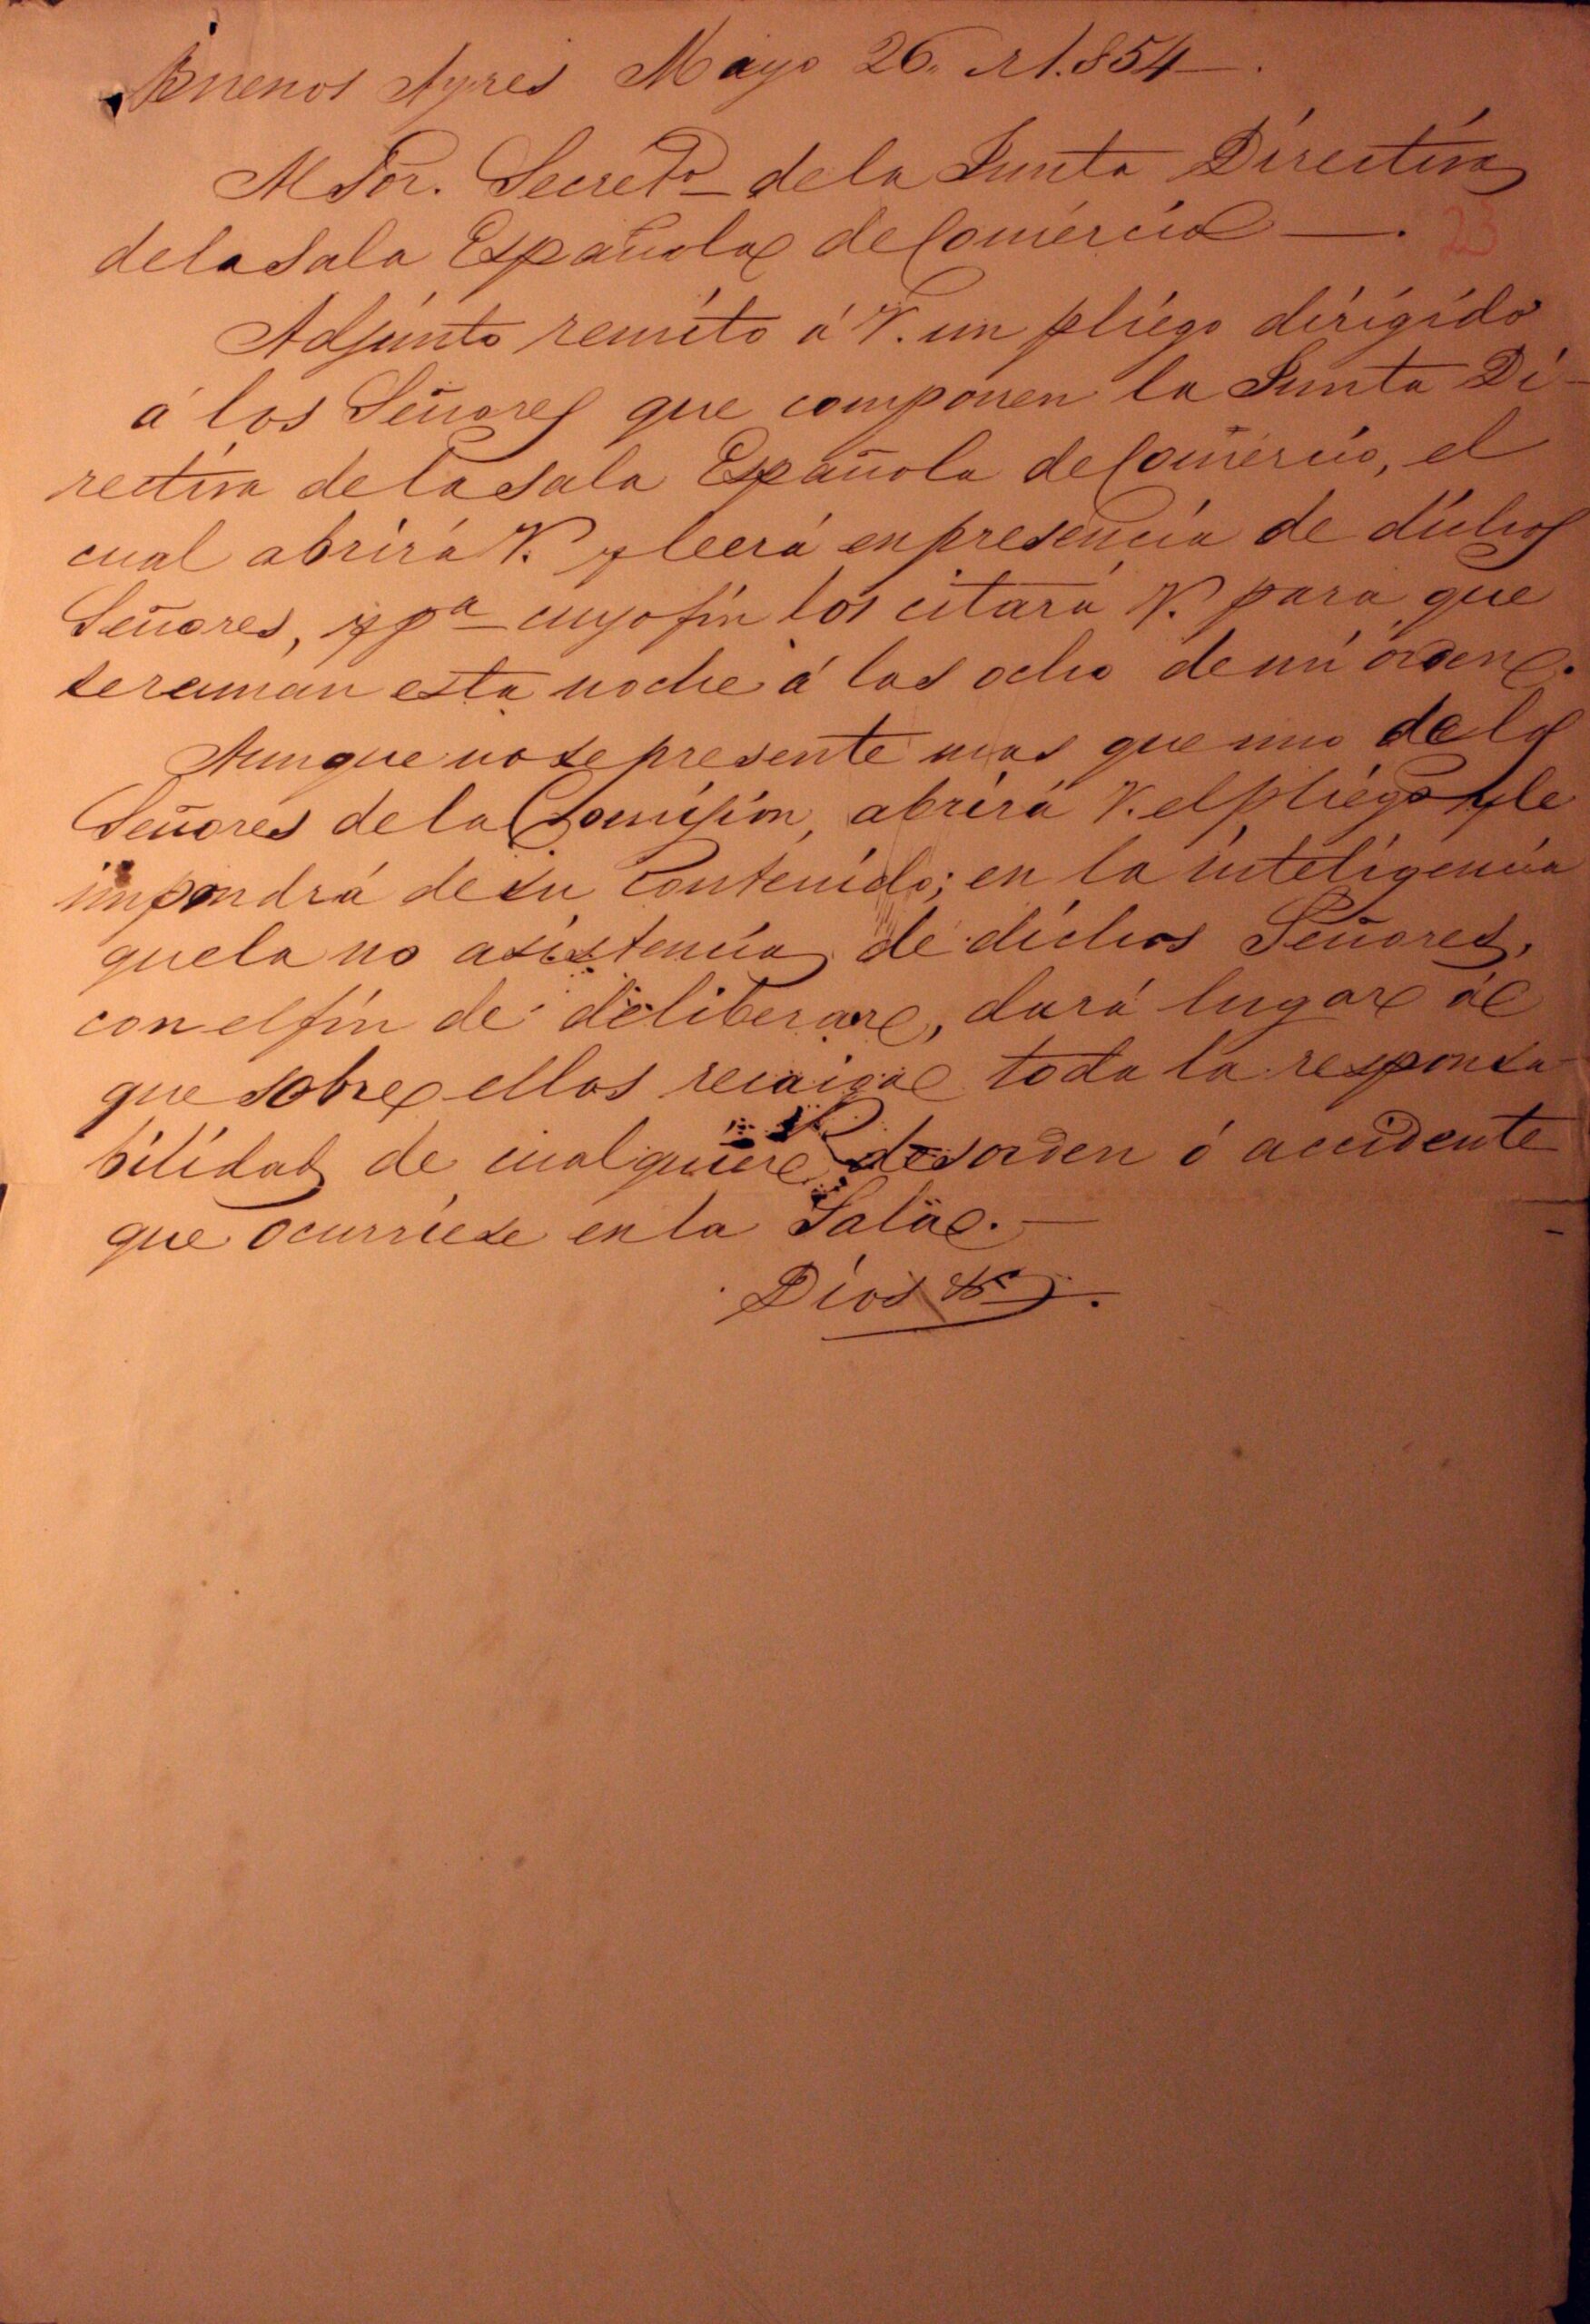 Buenos Ayres Mayo 26. de 1.854.
Al Sor. Secreto de la Junta Directiva
de la Sala Española de Comercio.
23
Adjunto remito á V. un pliego dirigido
á los Señores que componen la Junta Di-
rectiva de la Sala Española de Comercio, el
cual abrirá V. y leerá en presencia de dichos
Señores, y pa cuyo fin los citará V. para que
se reunan esta noche á las ocho de mi orden.
Aunque no se presente mas que uno de los
Señores de la Comisión, abrirá V. el pliego y le
impondrá de su contenido; en la inteligencia
que la no asistencia de dichos Señores,
con el fin de deliberar, dará lugar á
que sobre ellos recaiga toda la responsa-
bilidad de cualquier desorden ó accidente
que ocurriese en la Sala.
Dios &a.